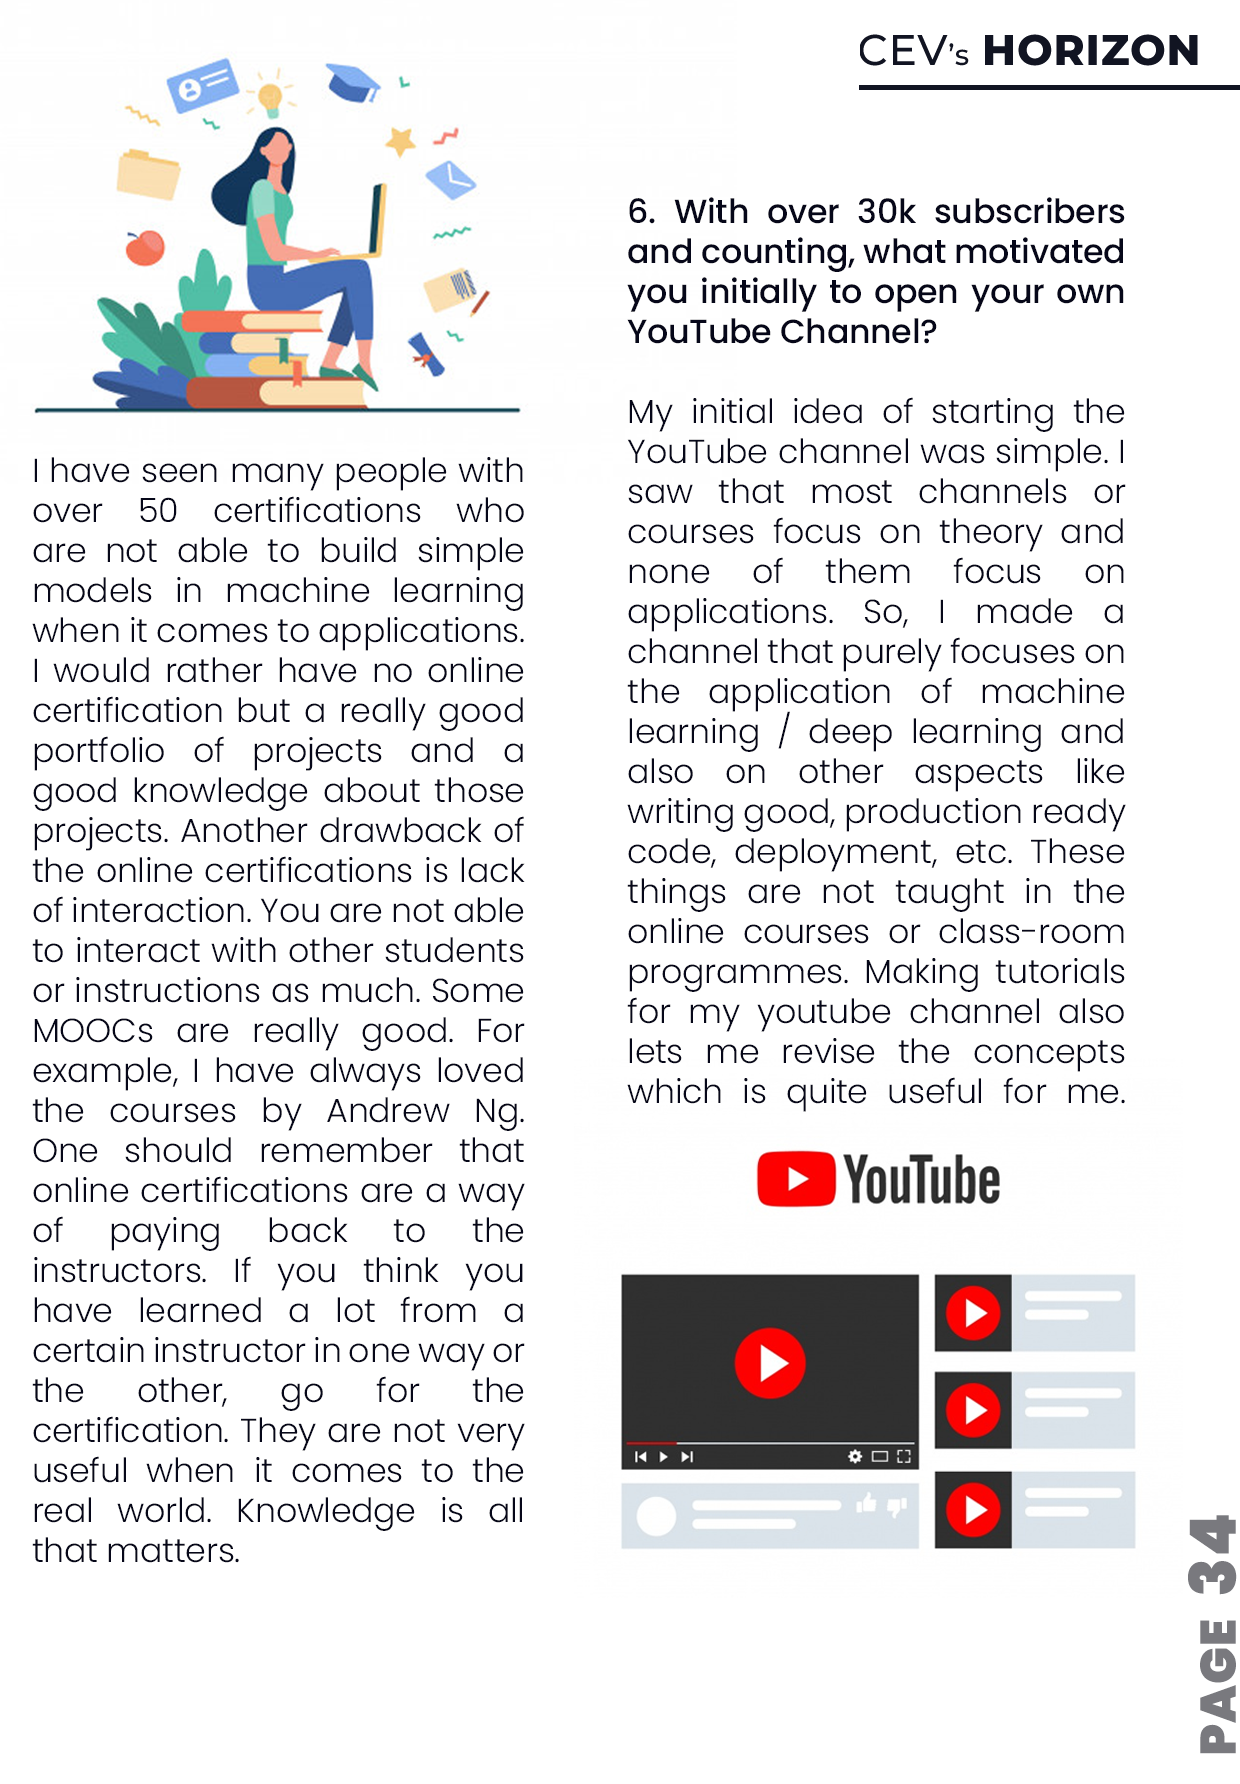 CEV's HORIZON
I have seen many people with
over 50 certifications who
are not able to build simple
models in machine learning
when it comes to applications.
I would rather have no online
certification but a really good
portfolio of projects and a
good knowledge about those
projects. Another drawback of
the online certifications is lack
of interaction. You are not able
to interact with other students
or instructions as much. Some
MOOCs are really good. For
example, I have always loved
the courses by Andrew Ng.
One should remember that
online certifications are a way
of paying back to the
instructors. If you think you
have learned a lot from a
certain instructor in one way or
the other, go for the
certification. They are not very
useful when it comes to the
real world. Knowledge is all
that matters.
6. With over 30k subscribers
and counting, what motivated
you initially to open your own
YouTube Channel?
My initial idea of starting the
YouTube channel was simple. I
saw that most channels or
courses focus on theory and
none of them focus on
applications. So, I made a
channel that purely focuses on
the application of machine
learning / deep learning and
also on other aspects like
writing good, production ready
code, deployment, etc. These
things are not taught in the
online courses or class-room
programmes. Making tutorials
for my youtube channel also
lets me revise the concepts
which is quite useful for me.
YouTube
PAGE 34